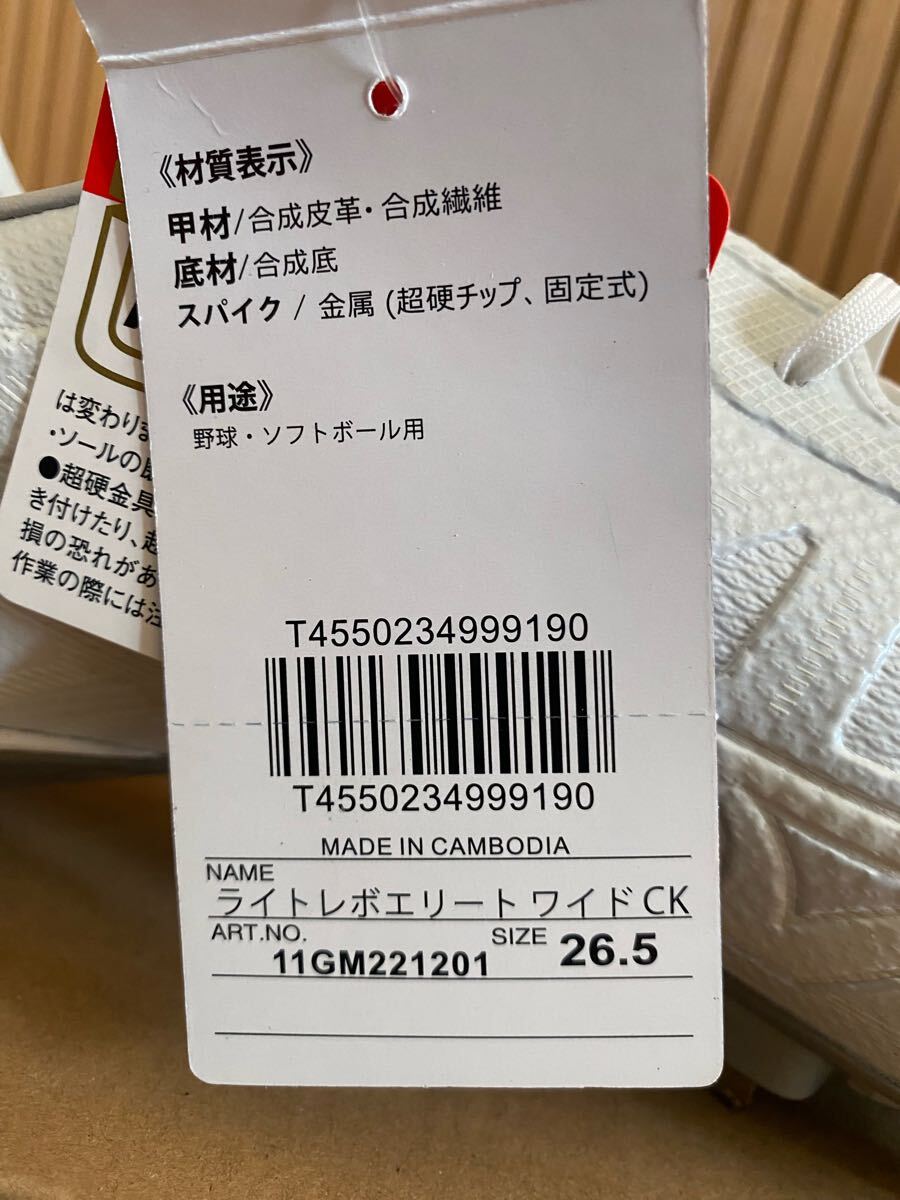 《材質表示》
甲材/合成皮革・合成繊維
底材/合成底
スパイク / 金属 (超硬チップ、固定式)
《用途》
野球・ソフトボール用
T4550234999190
T4550234999190
MADE IN CAMBODIA
NAME
ライトレボエリート ワイド CK
ART.NO.
11GM221201
SIZE 26.5
は変わりま
・ソールの
●超硬金具
き付けたり、超
損の恐れがあ
作業の際には注